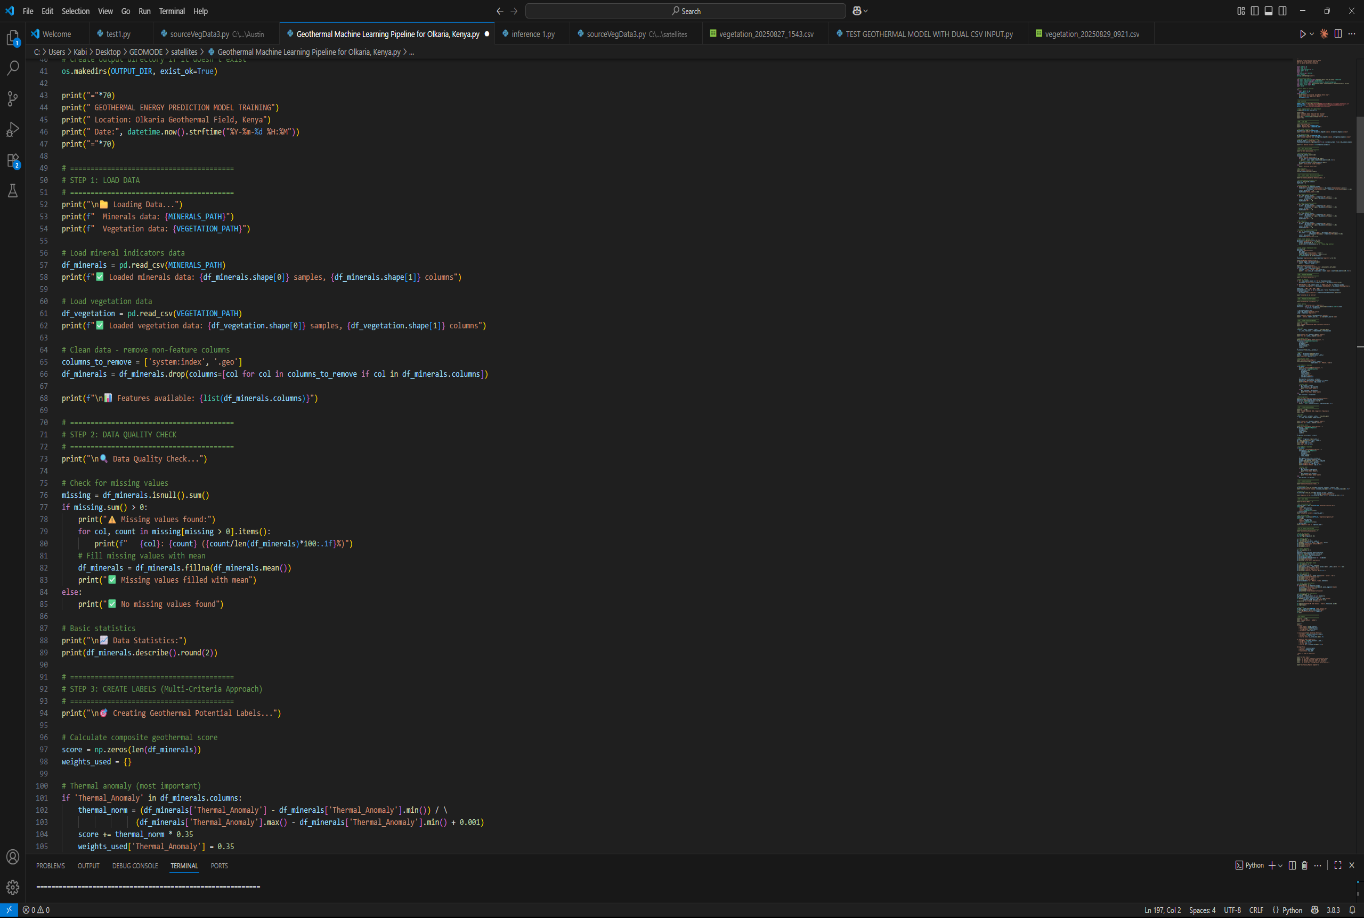 File Edit Selection View Go Run Terminal Help
Search
Welcome test1.py sourceVegData3.py C:\...\Austin Geothermal Machine Learning Pipeline for Olkaria, Kenya.py inference 1.py sourceVegData3.py C:\...\satellites vegetation_20250827_1543.csv TEST GEOTHERMAL MODEL WITH DUAL CSV INPUT.py vegetation_20250829_0921.csv
C: > Users > Kabi > Desktop > GEOMODE > satellites > Geothermal Machine Learning Pipeline for Olkaria, Kenya.py > ...
40 # Create output directory if it doesn't exist
41 os.makedirs(OUTPUT_DIR, exist_ok=True)
42
43 print("="*70)
44 print(" GEOTHERMAL ENERGY PREDICTION MODEL TRAINING")
45 print(" Location: Olkaria Geothermal Field, Kenya")
46 print(" Date:", datetime.now().strftime("%Y-%m-%d %H:%M"))
47 print("="*70)
48
49 # ========================================
50 # STEP 1: LOAD DATA
51 # ========================================
52 print("\n📁 Loading Data...")
53 print(f"  Minerals data: {MINERALS_PATH}")
54 print(f"  Vegetation data: {VEGETATION_PATH}")
55
56 # Load mineral indicators data
57 df_minerals = pd.read_csv(MINERALS_PATH)
58 print(f"✅ Loaded minerals data: {df_minerals.shape[0]} samples, {df_minerals.shape[1]} columns")
59
60 # Load vegetation data
61 df_vegetation = pd.read_csv(VEGETATION_PATH)
62 print(f"✅ Loaded vegetation data: {df_vegetation.shape[0]} samples, {df_vegetation.shape[1]} columns")
63
64 # Clean data - remove non-feature columns
65 columns_to_remove = ['system:index', '.geo']
66 df_minerals = df_minerals.drop(columns=[col for col in columns_to_remove if col in df_minerals.columns])
67
68 print(f"\n📊 Features available: {list(df_minerals.columns)}")
69
70 # ========================================
71 # STEP 2: DATA QUALITY CHECK
72 # ========================================
73 print("\n🔍 Data Quality Check...")
74
75 # Check for missing values
76 missing = df_minerals.isnull().sum()
77 if missing.sum() > 0:
78     print("⚠️ Missing values found:")
79     for col, count in missing[missing > 0].items():
80         print(f"   {col}: {count} ({count/len(df_minerals)*100:.1f}%)")
81     # Fill missing values with mean
82     df_minerals = df_minerals.fillna(df_minerals.mean())
83     print("✅ Missing values filled with mean")
84 else:
85     print("✅ No missing values found")
86
87 # Basic statistics
88 print("\n📈 Data Statistics:")
89 print(df_minerals.describe().round(2))
90
91 # ========================================
92 # STEP 3: CREATE LABELS (Multi-Criteria Approach)
93 # ========================================
94 print("\n🎯 Creating Geothermal Potential Labels...")
95
96 # Calculate composite geothermal score
97 score = np.zeros(len(df_minerals))
98 weights_used = {}
99
100 # Thermal anomaly (most important)
101 if 'Thermal_Anomaly' in df_minerals.columns:
102     thermal_norm = (df_minerals['Thermal_Anomaly'] - df_minerals['Thermal_Anomaly'].min()) / \
103                   (df_minerals['Thermal_Anomaly'].max() - df_minerals['Thermal_Anomaly'].min() + 0.001)
104     score += thermal_norm * 0.35
105     weights_used['Thermal_Anomaly'] = 0.35
PROBLEMS OUTPUT DEBUG CONSOLE TERMINAL PORTS Python
============================================================
0 0 Ln 197, Col 2 Spaces: 4 UTF-8 CRLF {} Python 3.8.3